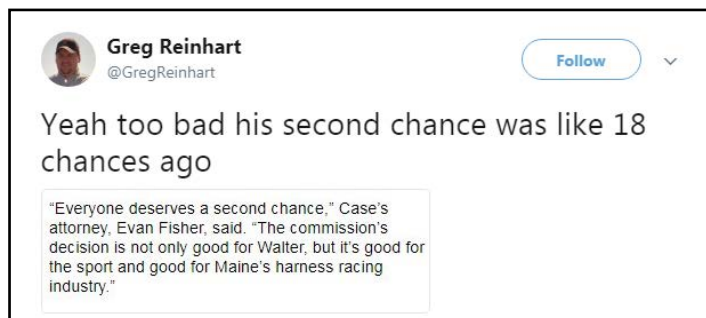 Greg Reinhart
@GregReinhart
Follow
Yeah too bad his second chance was like 18
chances ago
“Everyone deserves a second chance,” Case’s
attorney, Evan Fisher, said. “The commission’s
decision is not only good for Walter, but it’s good for
the sport and good for Maine’s harness racing
industry.”